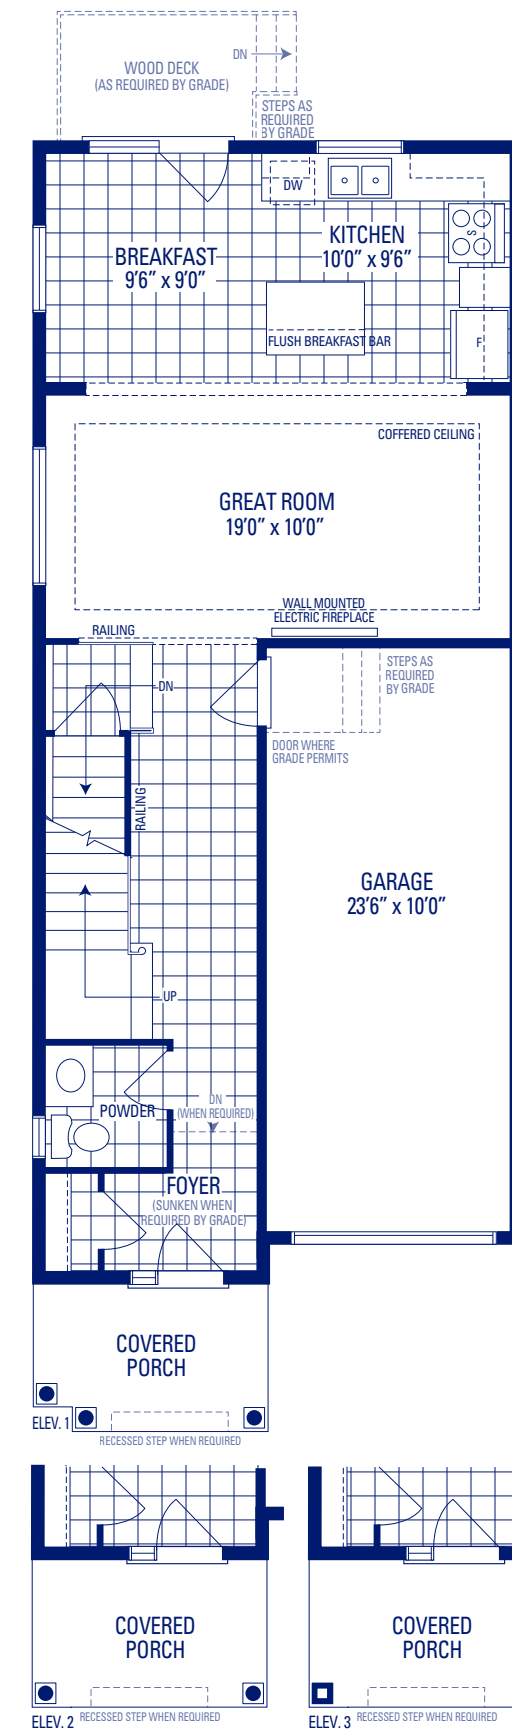 DN
WOOD DECK
(AS REQUIRED BY GRADE)
STEPS AS
REQUIRED
BY GRADE
DW
KITCHEN
10'0" x 9'6"
S
BREAKFAST
9'6" x 9'0"
FLUSH BREAKFAST BAR
F
COFFERED CEILING
GREAT ROOM
19'0" x 10'0"
WALL MOUNTED
ELECTRIC FIREPLACE
RAILING
STEPS AS
REQUIRED
BY GRADE
DN
DOOR WHERE
GRADE PERMITS
RAILING
GARAGE
23'6" x 10'0"
UP
POWDER
DN
(WHEN REQUIRED)
FOYER
(SUNKEN WHEN
REQUIRED BY GRADE)
COVERED
PORCH
ELEV. 1
RECESSED STEP WHEN REQUIRED
COVERED
PORCH
ELEV. 2
RECESSED STEP WHEN REQUIRED
COVERED
PORCH
ELEV. 3
RECESSED STEP WHEN REQUIRED